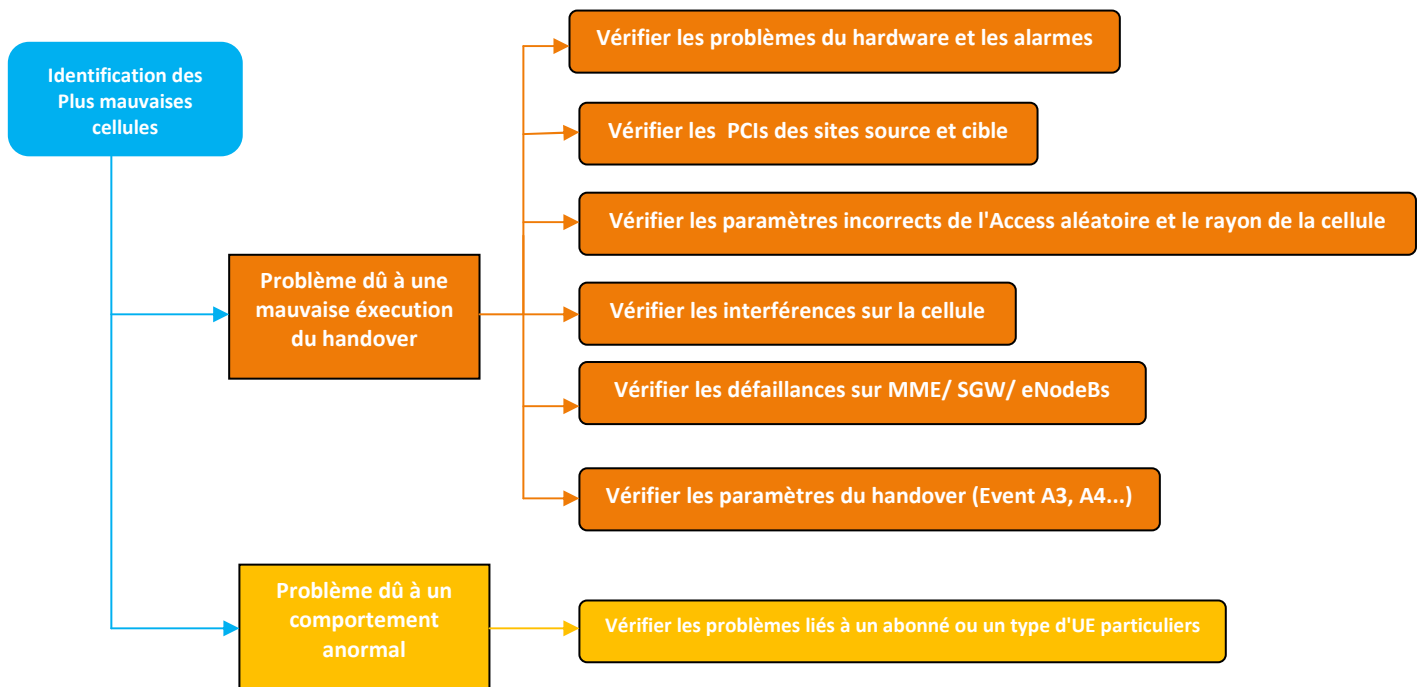 Identification des
Plus mauvaises
cellules
Problème dû à une
mauvaise éxecution
du handover
Vérifier les problèmes du hardware et les alarmes
Vérifier les PCIs des sites source et cible
Vérifier les paramètres incorrects de l'Access aléatoire et le rayon de la cellule
Vérifier les interférences sur la cellule
Vérifier les défaillances sur MME/ SGW/ eNodeBs
Vérifier les paramètres du handover (Event A3, A4...)
Problème dû à un
comportement
anormal
Vérifier les problèmes liés à un abonné ou un type d'UE particuliers